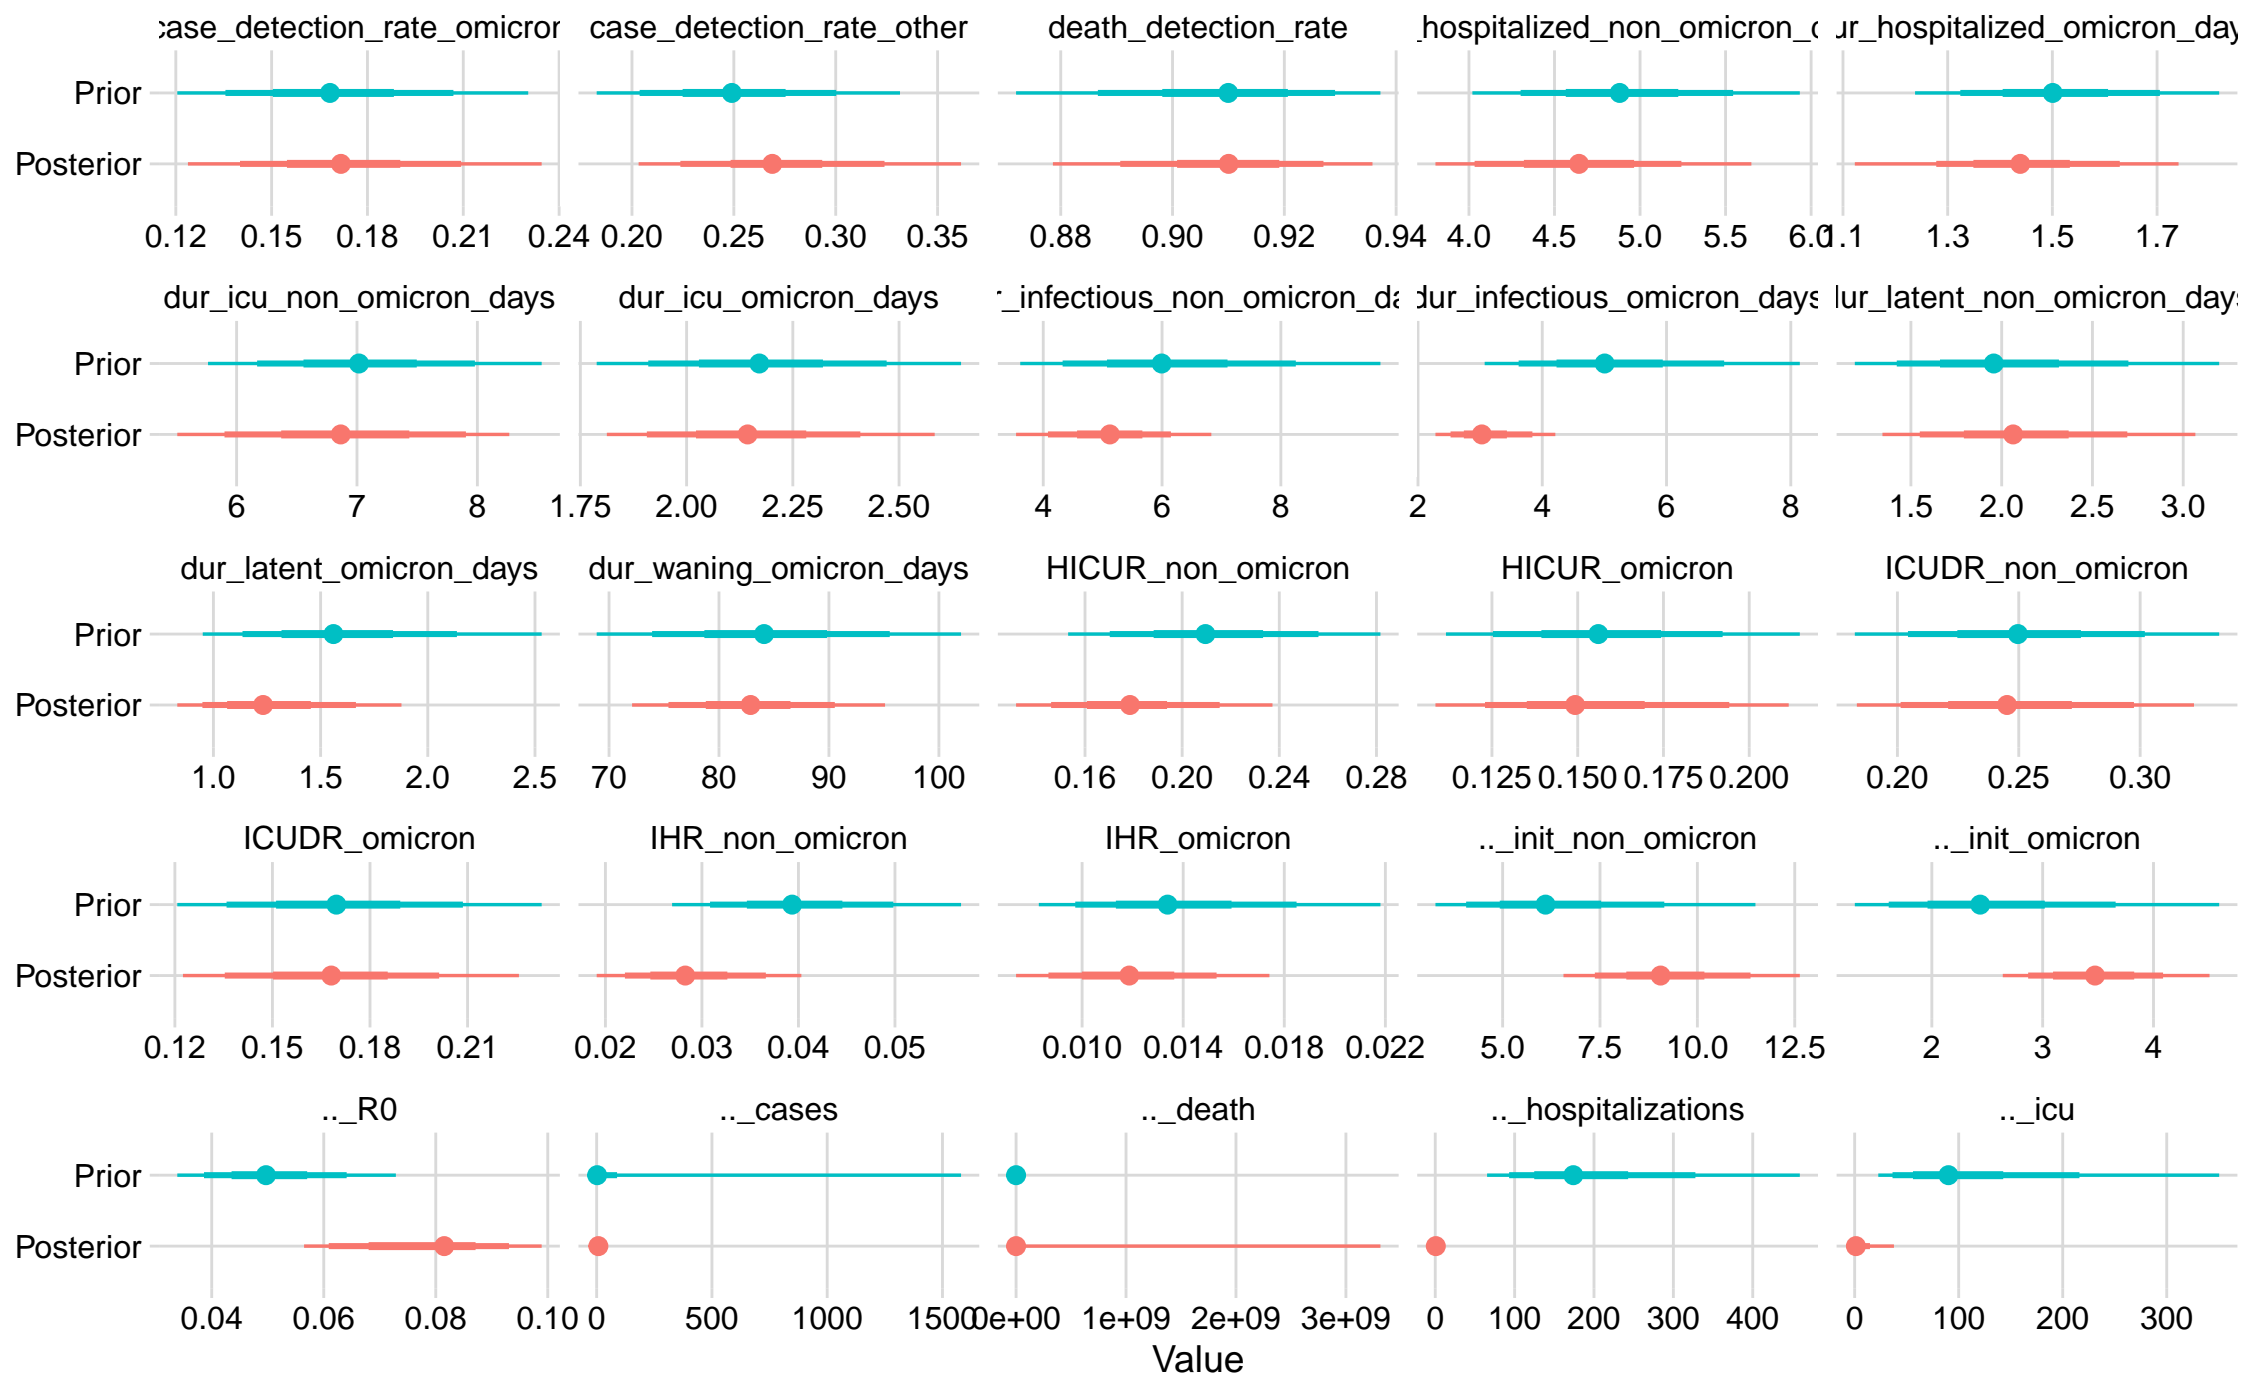 case_detection_rate_omicron case_detection_rate_other death_detection_rate _hospitalized_non_omicron_ ur_hospitalized_omicron_day
Prior
Posterior
0.12 0.15 0.18 0.21 0.24 0.20 0.25 0.30 0.35 0.88 0.90 0.92 0.94 4.0 4.5 5.0 5.5 6.0 1.1 1.3 1.5 1.7
dur_icu_non_omicron_days dur_icu_omicron_days r_infectious_non_omicron_da dur_infectious_omicron_days dur_latent_non_omicron_days
Prior
Posterior
6 7 8 1.75 2.00 2.25 2.50 4 6 8 2 4 6 8 1.5 2.0 2.5 3.0
dur_latent_omicron_days dur_waning_omicron_days HICUR_non_omicron HICUR_omicron ICUDR_non_omicron
Prior
Posterior
1.0 1.5 2.0 2.5 70 80 90 100 0.16 0.20 0.24 0.28 0.125 0.150 0.175 0.200 0.20 0.25 0.30
ICUDR_omicron IHR_non_omicron IHR_omicron .._init_non_omicron .._init_omicron
Prior
Posterior
0.12 0.15 0.18 0.21 0.02 0.03 0.04 0.05 0.010 0.014 0.018 0.022 5.0 7.5 10.0 12.5 2 3 4
.._R0 .._cases .._death .._hospitalizations .._icu
Prior
Posterior
0.04 0.06 0.08 0.10 0 500 1000 1500 0e+00 1e+09 2e+09 3e+09 0 100 200 300 400 0 100 200 300
Value